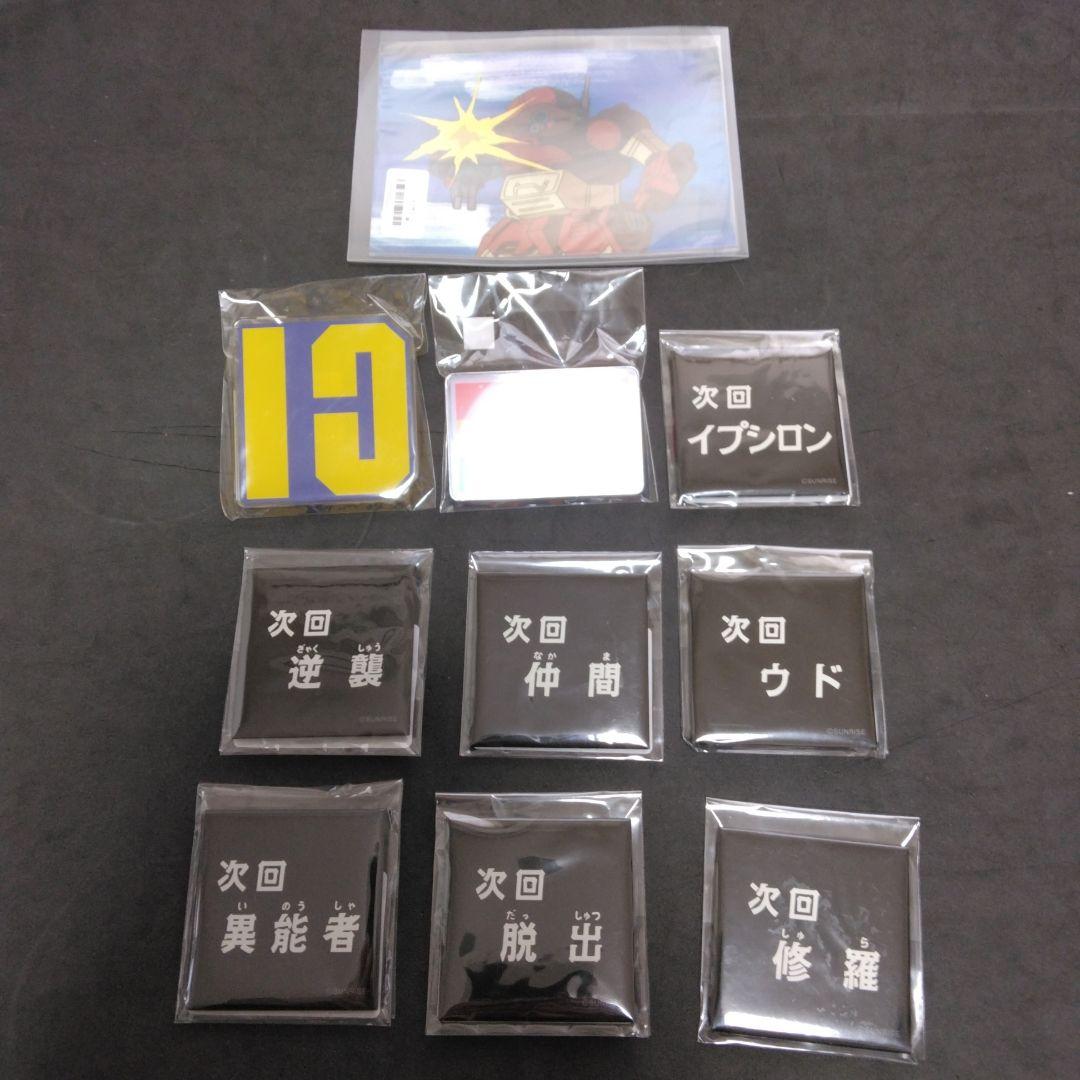 次回
イプシロン
©SUNRISE
次回
ぎゃく しゅう
逆襲
©SUNRISE
次回
なか ま
仲間
次回
ウド
©SUNRISE
次回
い のう しゃ
異能者
©SUNRISE
次回
だっ しゅつ
脱出
次回
しゅ ら
修羅